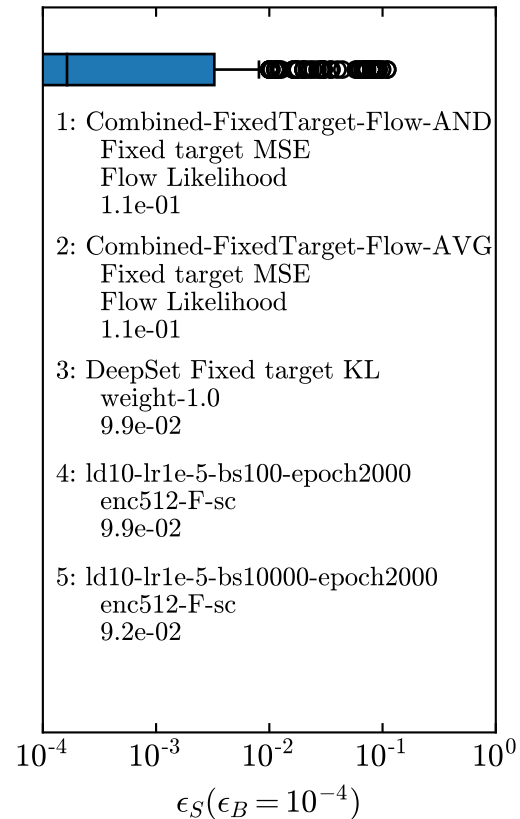 1: Combined-FixedTarget-Flow-AND
Fixed target MSE
Flow Likelihood
1.1e-01
2: Combined-FixedTarget-Flow-AVG
Fixed target MSE
Flow Likelihood
1.1e-01
3: DeepSet Fixed target KL
weight-1.0
9.9e-02
4: ld10-lr1e-5-bs100-epoch2000
enc512-F-sc
9.9e-02
5: ld10-lr1e-5-bs10000-epoch2000
enc512-F-sc
9.2e-02
10⁻⁴ 10⁻³ 10⁻² 10⁻¹ 10⁰
ϵ_S(ϵ_B = 10⁻⁴)